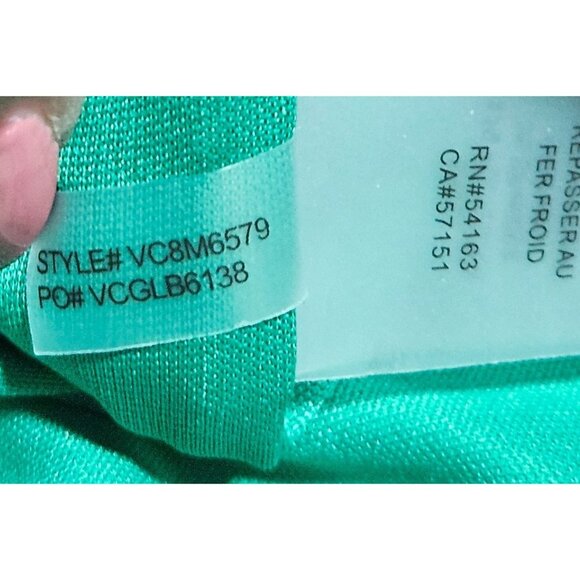 STYLE# VC8M6579
PO# VCGLB6138
RN#54163
CA#57151
REPASSER AU
FER FROID